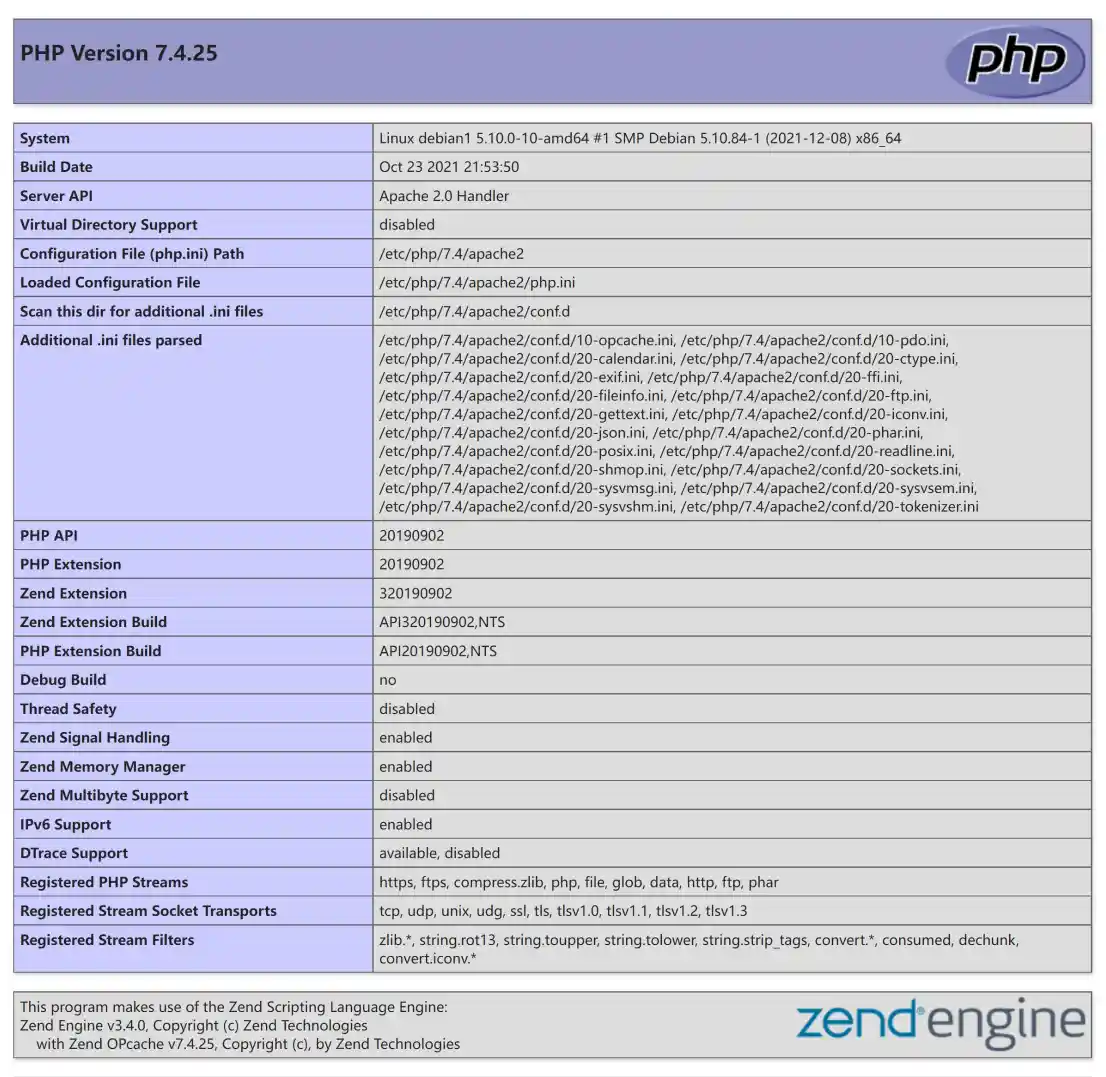 PHP Version 7.4.25
php
System Linux debian1 5.10.0-10-amd64 #1 SMP Debian 5.10.84-1 (2021-12-08) x86_64
Build Date Oct 23 2021 21:53:50
Server API Apache 2.0 Handler
Virtual Directory Support disabled
Configuration File (php.ini) Path /etc/php/7.4/apache2
Loaded Configuration File /etc/php/7.4/apache2/php.ini
Scan this dir for additional .ini files /etc/php/7.4/apache2/conf.d
Additional .ini files parsed /etc/php/7.4/apache2/conf.d/10-opcache.ini, /etc/php/7.4/apache2/conf.d/10-pdo.ini,
/etc/php/7.4/apache2/conf.d/20-calendar.ini, /etc/php/7.4/apache2/conf.d/20-ctype.ini,
/etc/php/7.4/apache2/conf.d/20-exif.ini, /etc/php/7.4/apache2/conf.d/20-ffi.ini,
/etc/php/7.4/apache2/conf.d/20-fileinfo.ini, /etc/php/7.4/apache2/conf.d/20-ftp.ini,
/etc/php/7.4/apache2/conf.d/20-gettext.ini, /etc/php/7.4/apache2/conf.d/20-iconv.ini,
/etc/php/7.4/apache2/conf.d/20-json.ini, /etc/php/7.4/apache2/conf.d/20-phar.ini,
/etc/php/7.4/apache2/conf.d/20-posix.ini, /etc/php/7.4/apache2/conf.d/20-readline.ini,
/etc/php/7.4/apache2/conf.d/20-shmop.ini, /etc/php/7.4/apache2/conf.d/20-sockets.ini,
/etc/php/7.4/apache2/conf.d/20-sysvmsg.ini, /etc/php/7.4/apache2/conf.d/20-sysvsem.ini,
/etc/php/7.4/apache2/conf.d/20-sysvshm.ini, /etc/php/7.4/apache2/conf.d/20-tokenizer.ini
PHP API 20190902
PHP Extension 20190902
Zend Extension 320190902
Zend Extension Build API320190902,NTS
PHP Extension Build API20190902,NTS
Debug Build no
Thread Safety disabled
Zend Signal Handling enabled
Zend Memory Manager enabled
Zend Multibyte Support disabled
IPv6 Support enabled
DTrace Support available, disabled
Registered PHP Streams https, ftps, compress.zlib, php, file, glob, data, http, ftp, phar
Registered Stream Socket Transports tcp, udp, unix, udg, ssl, tls, tlsv1.0, tlsv1.1, tlsv1.2, tlsv1.3
Registered Stream Filters zlib.*, string.rot13, string.toupper, string.tolower, string.strip_tags, convert.*, consumed, dechunk,
convert.iconv.*
This program makes use of the Zend Scripting Language Engine:
Zend Engine v3.4.0, Copyright (c) Zend Technologies
with Zend OPcache v7.4.25, Copyright (c), by Zend Technologies
zend® engine